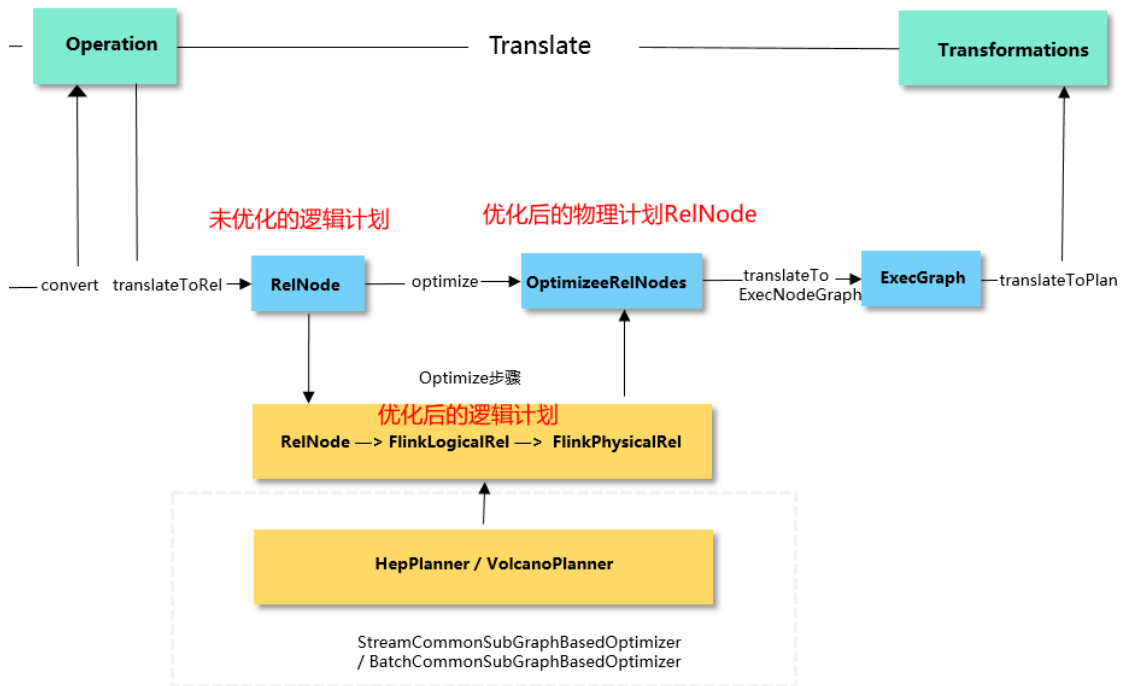 Operation
Translate
Transformations
未优化的逻辑计划
优化后的物理计划RelNode
convert
translateToRel
RelNode
optimize
OptimizeeRelNodes
translateTo
ExecNodeGraph
ExecGraph
translateToPlan
Optimize步骤
优化后的逻辑计划
RelNode —> FlinkLogicalRel —> FlinkPhysicalRel
HepPlanner / VolcanoPlanner
StreamCommonSubGraphBasedOptimizer
/ BatchCommonSubGraphBasedOptimizer